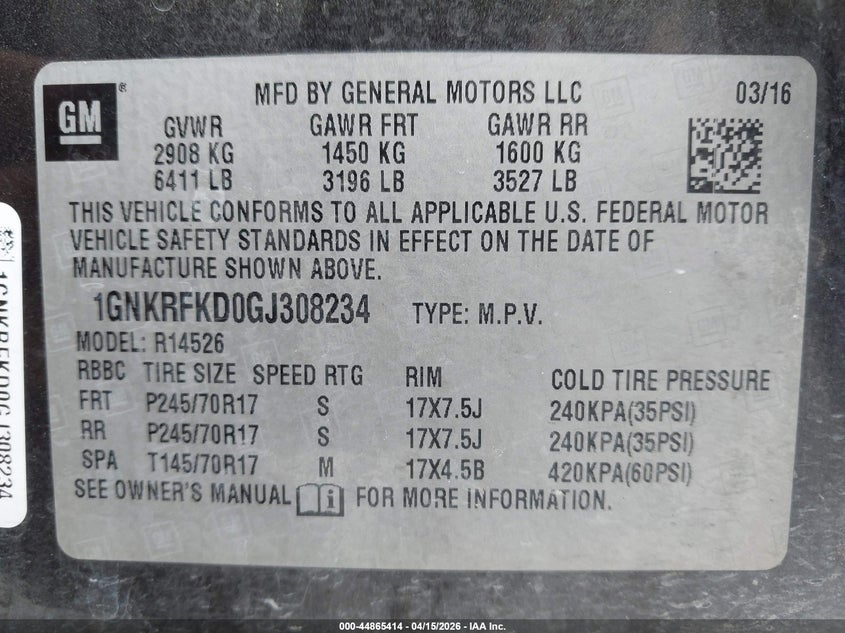 GM®
MFD BY GENERAL MOTORS LLC 03/16
GVWR GAWR FRT GAWR RR
2908 KG 1450 KG 1600 KG
6411 LB 3196 LB 3527 LB
THIS VEHICLE CONFORMS TO ALL APPLICABLE U.S. FEDERAL MOTOR
VEHICLE SAFETY STANDARDS IN EFFECT ON THE DATE OF
MANUFACTURE SHOWN ABOVE.
1GNKRFKD0GJ308234 TYPE: M.P.V.
MODEL: R14526
RBBC TIRE SIZE SPEED RTG RIM COLD TIRE PRESSURE
FRT P245/70R17 S 17X7.5J 240KPA(35PSI)
RR P245/70R17 S 17X7.5J 240KPA(35PSI)
SPA T145/70R17 M 17X4.5B 420KPA(60PSI)
SEE OWNER'S MANUAL FOR MORE INFORMATION.
1GNKRFKD0GJ308234
000-44865414 - 04/15/2026 - IAA Inc.